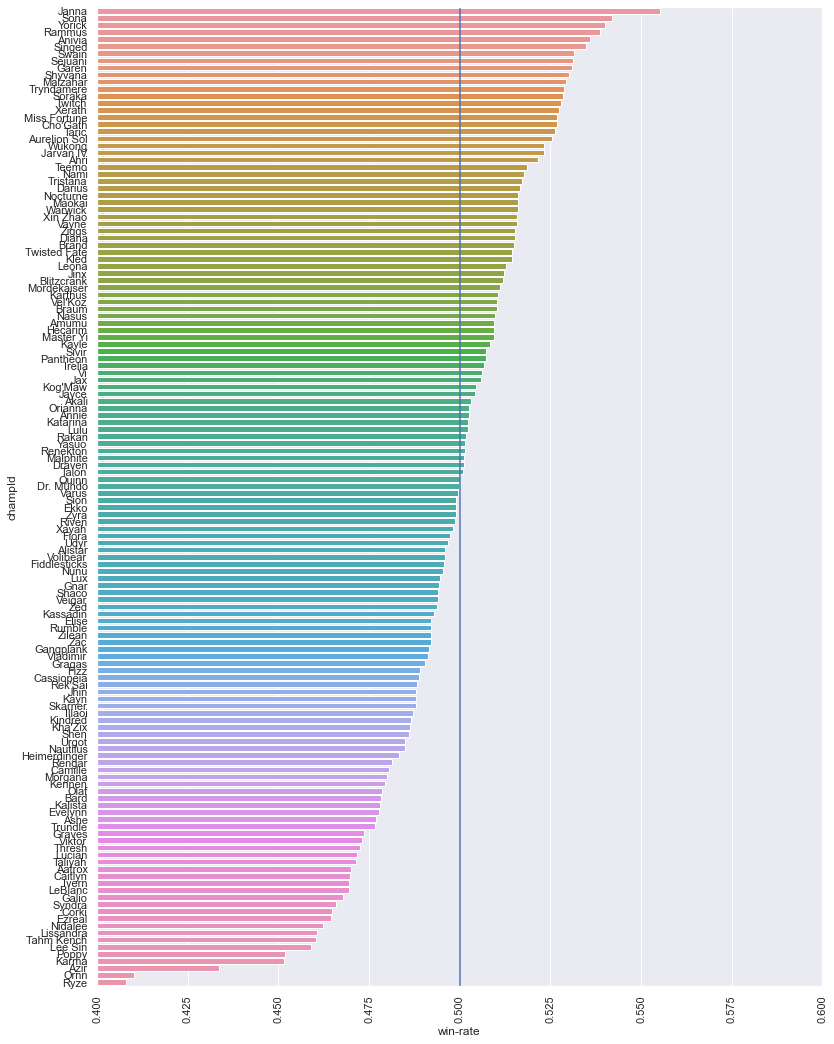 Janna
Sona
Yorick
Rammus
Anivia
Singed
Swain
Sejuani
Garen
Shyvana
Malzahar
Tryndamere
Soraka
Twitch
Xerath
Miss Fortune
Cho'Gath
Taric
Aurelion Sol
Wukong
Jarvan IV
Ahri
Teemo
Nami
Tristana
Darius
Nocturne
Maokai
Warwick
Xin Zhao
Vayne
Ziggs
Diana
Brand
Twisted Fate
Kled
Leona
Jinx
Blitzcrank
Mordekaiser
Karthus
Vel'Koz
Braum
Nasus
Amumu
Hecarim
Master Yi
Kayle
Sivir
Pantheon
Irelia
Vi
Jax
Kog'Maw
Jayce
Akali
Orianna
Annie
Katarina
Lulu
Rakan
Yasuo
Renekton
Malphite
Draven
Talon
Quinn
Dr. Mundo
Varus
Sion
Ekko
Zyra
Riven
Xayah
Fiora
Udyr
Alistar
Volibear
Fiddlesticks
Nunu
Lux
Gnar
Shaco
Veigar
Zed
Kassadin
Elise
Rumble
Zilean
Zac
Gangplank
Vladimir
Gragas
Fizz
Cassiopeia
Rek'Sai
Jhin
Kayn
Skarner
Illaoi
Kindred
Kha'Zix
Shen
Urgot
Nautilus
Heimerdinger
Rengar
Camille
Morgana
Kennen
Olaf
Bard
Kalista
Evelynn
Ashe
Trundle
Graves
Viktor
Thresh
Lucian
Taliyah
Aatrox
Caitlyn
Ivern
LeBlanc
Galio
Syndra
Corki
Ezreal
Nidalee
Lissandra
Tahm Kench
Lee Sin
Poppy
Karma
Azir
Ornn
Ryze
champId
0.400
0.425
0.450
0.475
0.500
0.525
0.550
0.575
0.600
win-rate